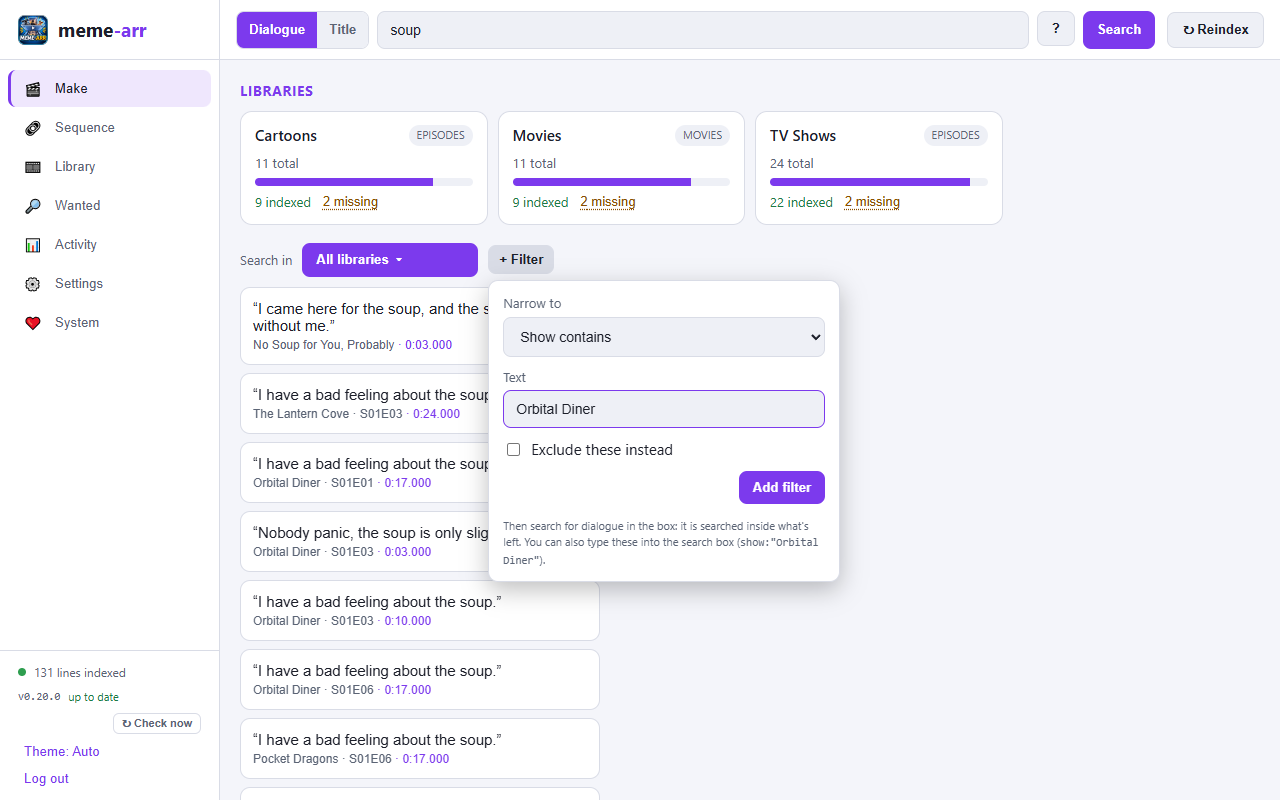 meme-arr
Dialogue
Title
soup
?
Search
↻ Reindex
Make
Sequence
Library
Wanted
Activity
Settings
System
LIBRARIES
Cartoons
EPISODES
11 total
9 indexed
2 missing
Movies
MOVIES
11 total
9 indexed
2 missing
TV Shows
EPISODES
24 total
22 indexed
2 missing
Search in
All libraries
+ Filter
“I came here for the soup, and the s
without me.”
No Soup for You, Probably · 0:03.000
“I have a bad feeling about the soup
The Lantern Cove · S01E03 · 0:24.000
“I have a bad feeling about the soup
Orbital Diner · S01E01 · 0:17.000
“Nobody panic, the soup is only slig
Orbital Diner · S01E03 · 0:03.000
“I have a bad feeling about the soup.”
Orbital Diner · S01E03 · 0:10.000
“I have a bad feeling about the soup.”
Orbital Diner · S01E06 · 0:17.000
“I have a bad feeling about the soup.”
Pocket Dragons · S01E06 · 0:17.000
Narrow to
Show contains
Text
Orbital Diner
Exclude these instead
Add filter
Then search for dialogue in the box: it is searched inside what's
left. You can also type these into the search box (show:"Orbital
Diner").
131 lines indexed
v0.20.0 up to date
↻ Check now
Theme: Auto
Log out